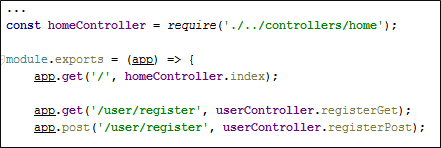 ...
const homeController = require('./../controllers/home');
module.exports = (app) => {
app.get('/', homeController.index);
app.get('/user/register', userController.registerGet);
app.post('/user/register', userController.registerPost);